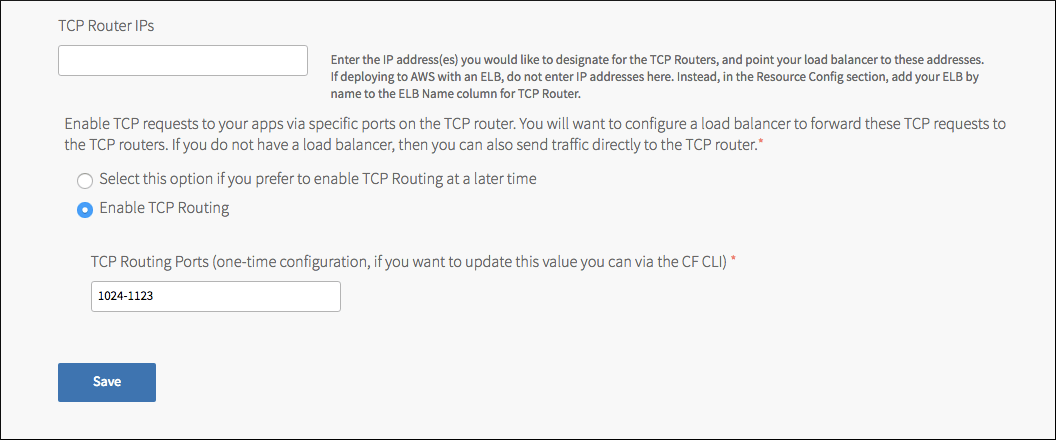 TCP Router IPs
Enter the IP address(es) you would like to designate for the TCP Routers, and point your load balancer to these addresses.
If deploying to AWS with an ELB, do not enter IP addresses here. Instead, in the Resource Config section, add your ELB by
name to the ELB Name column for TCP Router.
Enable TCP requests to your apps via specific ports on the TCP router. You will want to configure a load balancer to forward these TCP requests to
the TCP routers. If you do not have a load balancer, then you can also send traffic directly to the TCP router.*
Select this option if you prefer to enable TCP Routing at a later time
Enable TCP Routing
TCP Routing Ports (one-time configuration, if you want to update this value you can via the CF CLI) *
1024-1123
Save